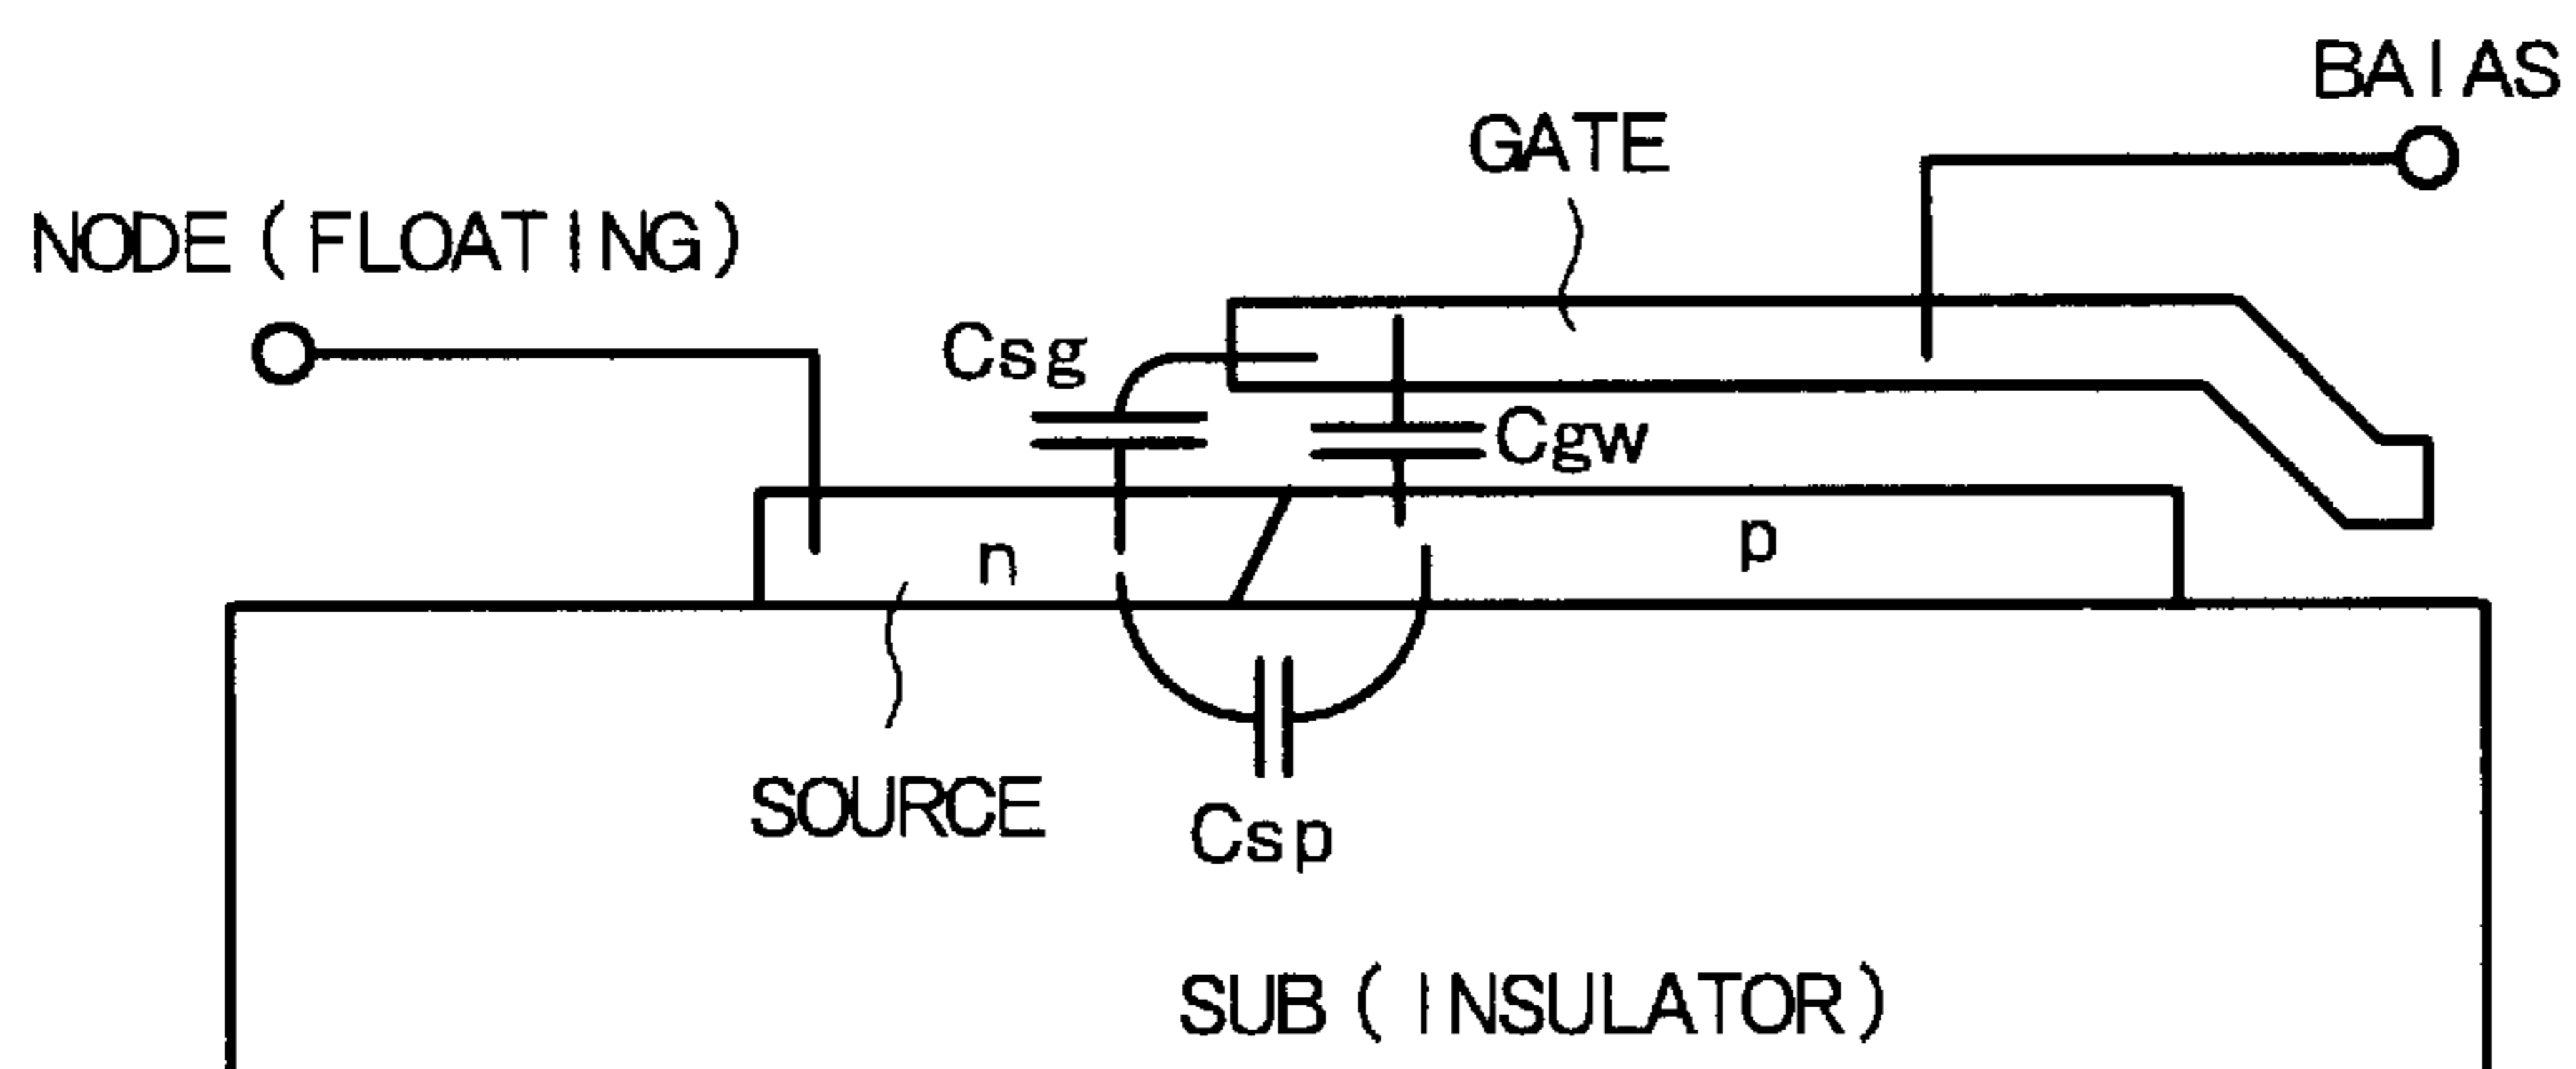 BAIAS
GATE
NODE (FLOATING)
Csg
Cgw
n
p
SOURCE
Csp
SUB (INSULATOR)